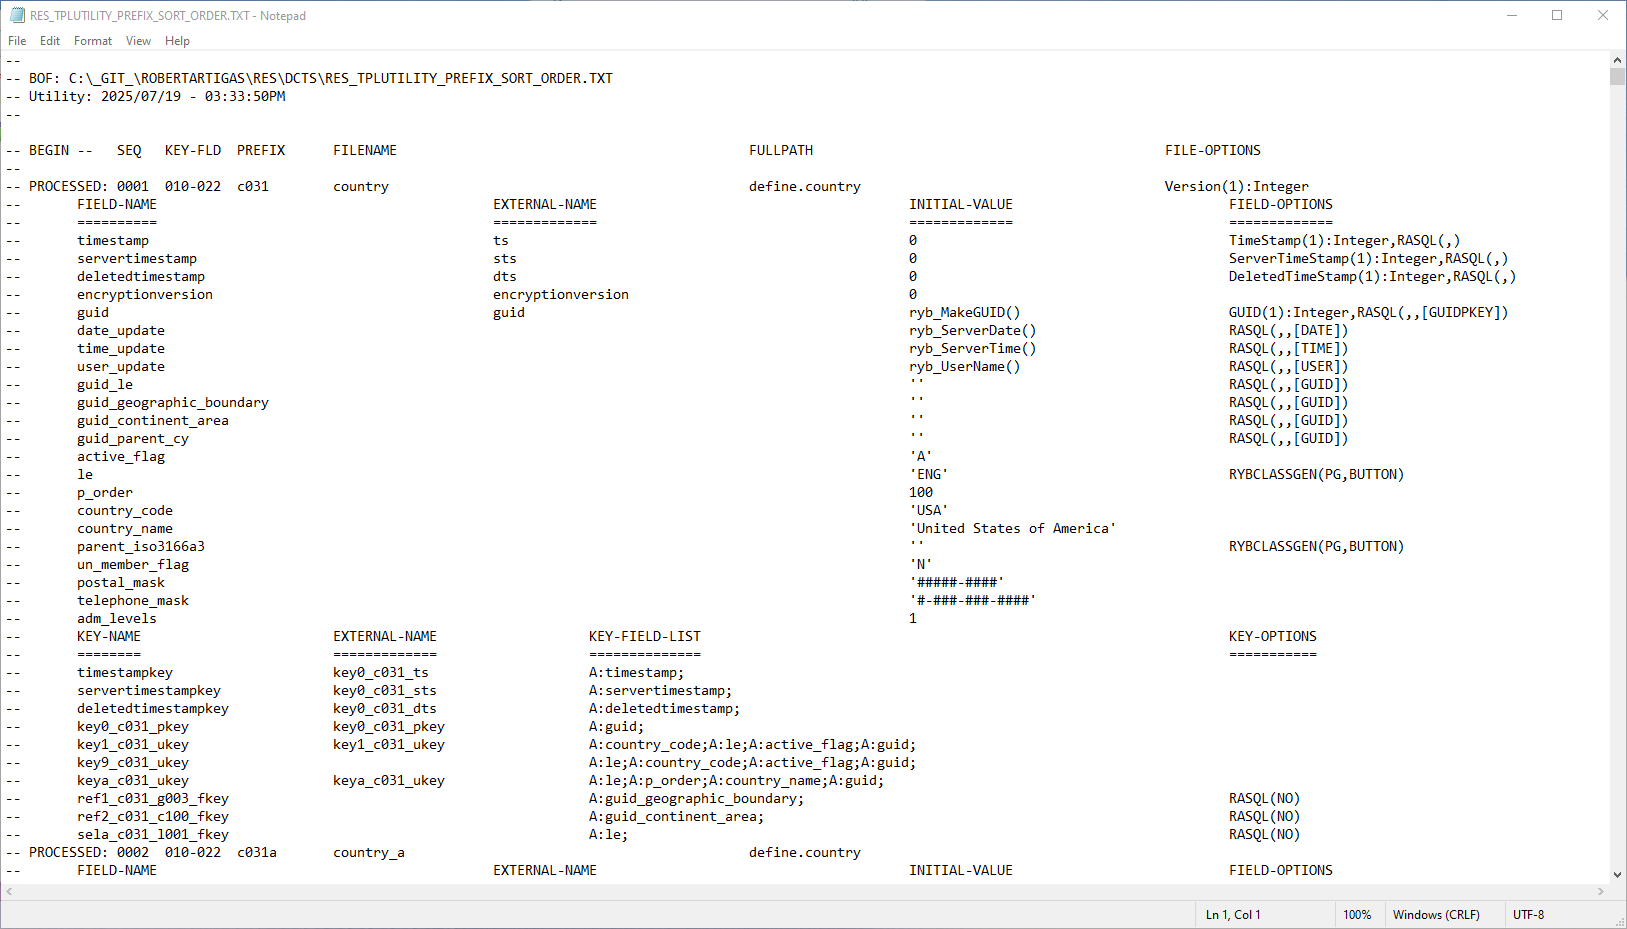 RES_TPLUTILITY_PREFIX_SORT_ORDER.TXT - Notepad
File Edit Format View Help
--
-- BOF: C:\_GIT_\ROBERTARTIGAS\RES\DCTS\RES_TPLUTILITY_PREFIX_SORT_ORDER.TXT
-- Utility: 2025/07/19 - 03:33:50PM
--
-- BEGIN -- SEQ KEY-FLD PREFIX FILENAME FULLPATH FILE-OPTIONS
--
-- PROCESSED: 0001 010-022 c031 country define.country Version(1):Integer
-- FIELD-NAME EXTERNAL-NAME INITIAL-VALUE FIELD-OPTIONS
-- ========== ============= ============= =============
-- timestamp ts 0 TimeStamp(1):Integer,RASQL(,)
-- servertimestamp sts 0 ServerTimeStamp(1):Integer,RASQL(,)
-- deletedtimestamp dts 0 DeletedTimeStamp(1):Integer,RASQL(,)
-- encryptionversion encryptionversion 0
-- guid guid ryb_MakeGUID() GUID(1):Integer,RASQL(,,[GUIDPKEY])
-- date_update ryb_ServerDate() RASQL(,,[DATE])
-- time_update ryb_ServerTime() RASQL(,,[TIME])
-- user_update ryb_UserName() RASQL(,,[USER])
-- guid_le '' RASQL(,,[GUID])
-- guid_geographic_boundary '' RASQL(,,[GUID])
-- guid_continent_area '' RASQL(,,[GUID])
-- guid_parent_cy '' RASQL(,,[GUID])
-- active_flag 'A'
-- le 'ENG' RYBCLASSGEN(PG,BUTTON)
-- p_order 100
-- country_code 'USA'
-- country_name 'United States of America'
-- parent_iso3166a3 '' RYBCLASSGEN(PG,BUTTON)
-- un_member_flag 'N'
-- postal_mask '#####-####'
-- telephone_mask '#-###-###-####'
-- adm_levels 1
-- KEY-NAME EXTERNAL-NAME KEY-FIELD-LIST KEY-OPTIONS
-- ======== ============= ============== ===========
-- timestampkey key0_c031_ts A:timestamp;
-- servertimestampkey key0_c031_sts A:servertimestamp;
-- deletedtimestampkey key0_c031_dts A:deletedtimestamp;
-- key0_c031_pkey key0_c031_pkey A:guid;
-- key1_c031_ukey key1_c031_ukey A:country_code;A:le;A:active_flag;A:guid;
-- key9_c031_ukey A:le;A:country_code;A:active_flag;A:guid;
-- keya_c031_ukey keya_c031_ukey A:le;A:p_order;A:country_name;A:guid;
-- ref1_c031_g003_fkey A:guid_geographic_boundary; RASQL(NO)
-- ref2_c031_c100_fkey A:guid_continent_area; RASQL(NO)
-- sela_c031_l001_fkey A:le; RASQL(NO)
-- PROCESSED: 0002 010-022 c031a country_a define.country
-- FIELD-NAME EXTERNAL-NAME INITIAL-VALUE FIELD-OPTIONS
Ln 1, Col 1 100% Windows (CRLF) UTF-8